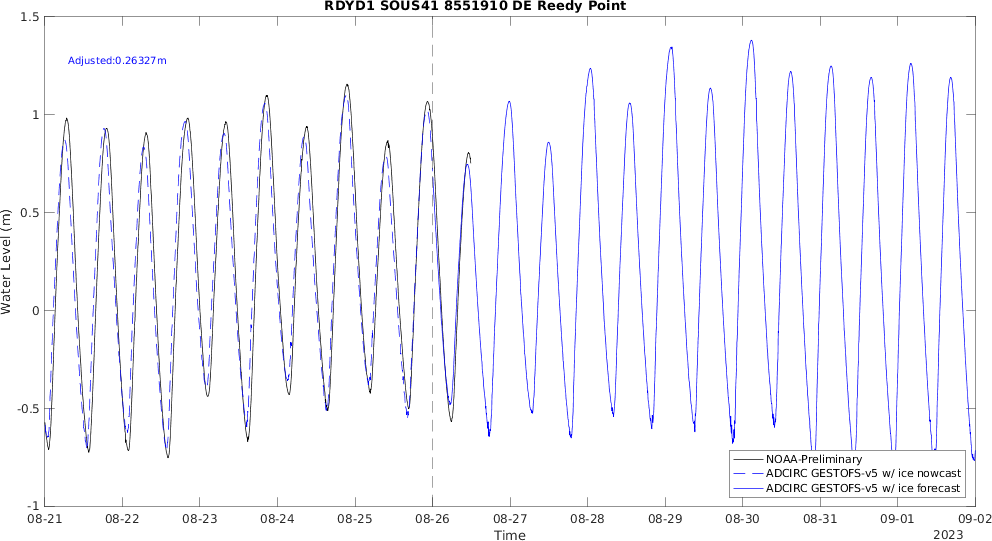 RDYD1 SOUS41 8551910 DE Reedy Point
1.5
Adjusted:0.26327m
1
0.5
0
-0.5
-1
Water Level (m)
NOAA-Preliminary
ADCIRC GESTOFS-v5 w/ ice nowcast
ADCIRC GESTOFS-v5 w/ ice forecast
08-21 08-22 08-23 08-24 08-25 08-26 08-27 08-28 08-29 08-30 08-31 09-01 09-02
Time
2023